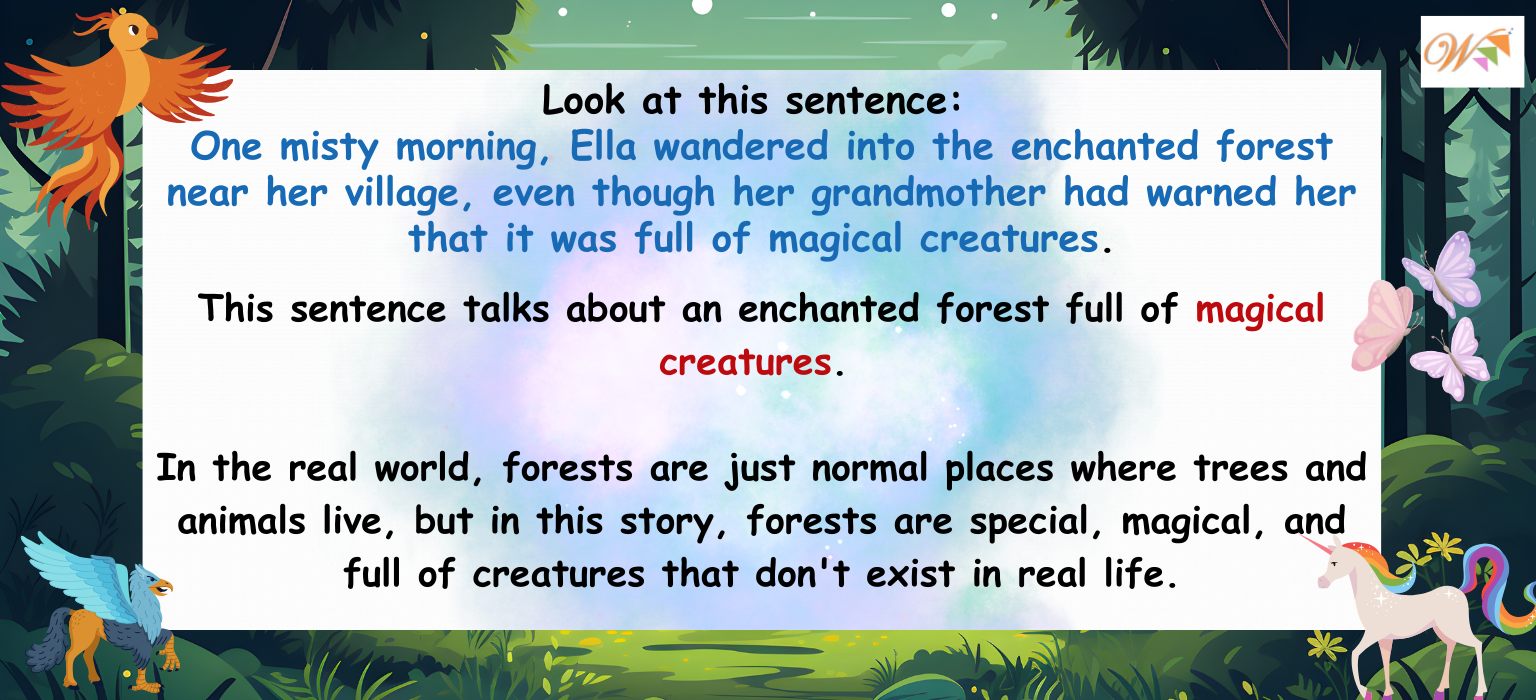 Look at this sentence:
One misty morning, Ella wandered into the enchanted forest
near her village, even though her grandmother had warned her
that it was full of magical creatures.
This sentence talks about an enchanted forest full of magical
creatures.
In the real world, forests are just normal places where trees and
animals live, but in this story, forests are special, magical, and
full of creatures that don't exist in real life.
W